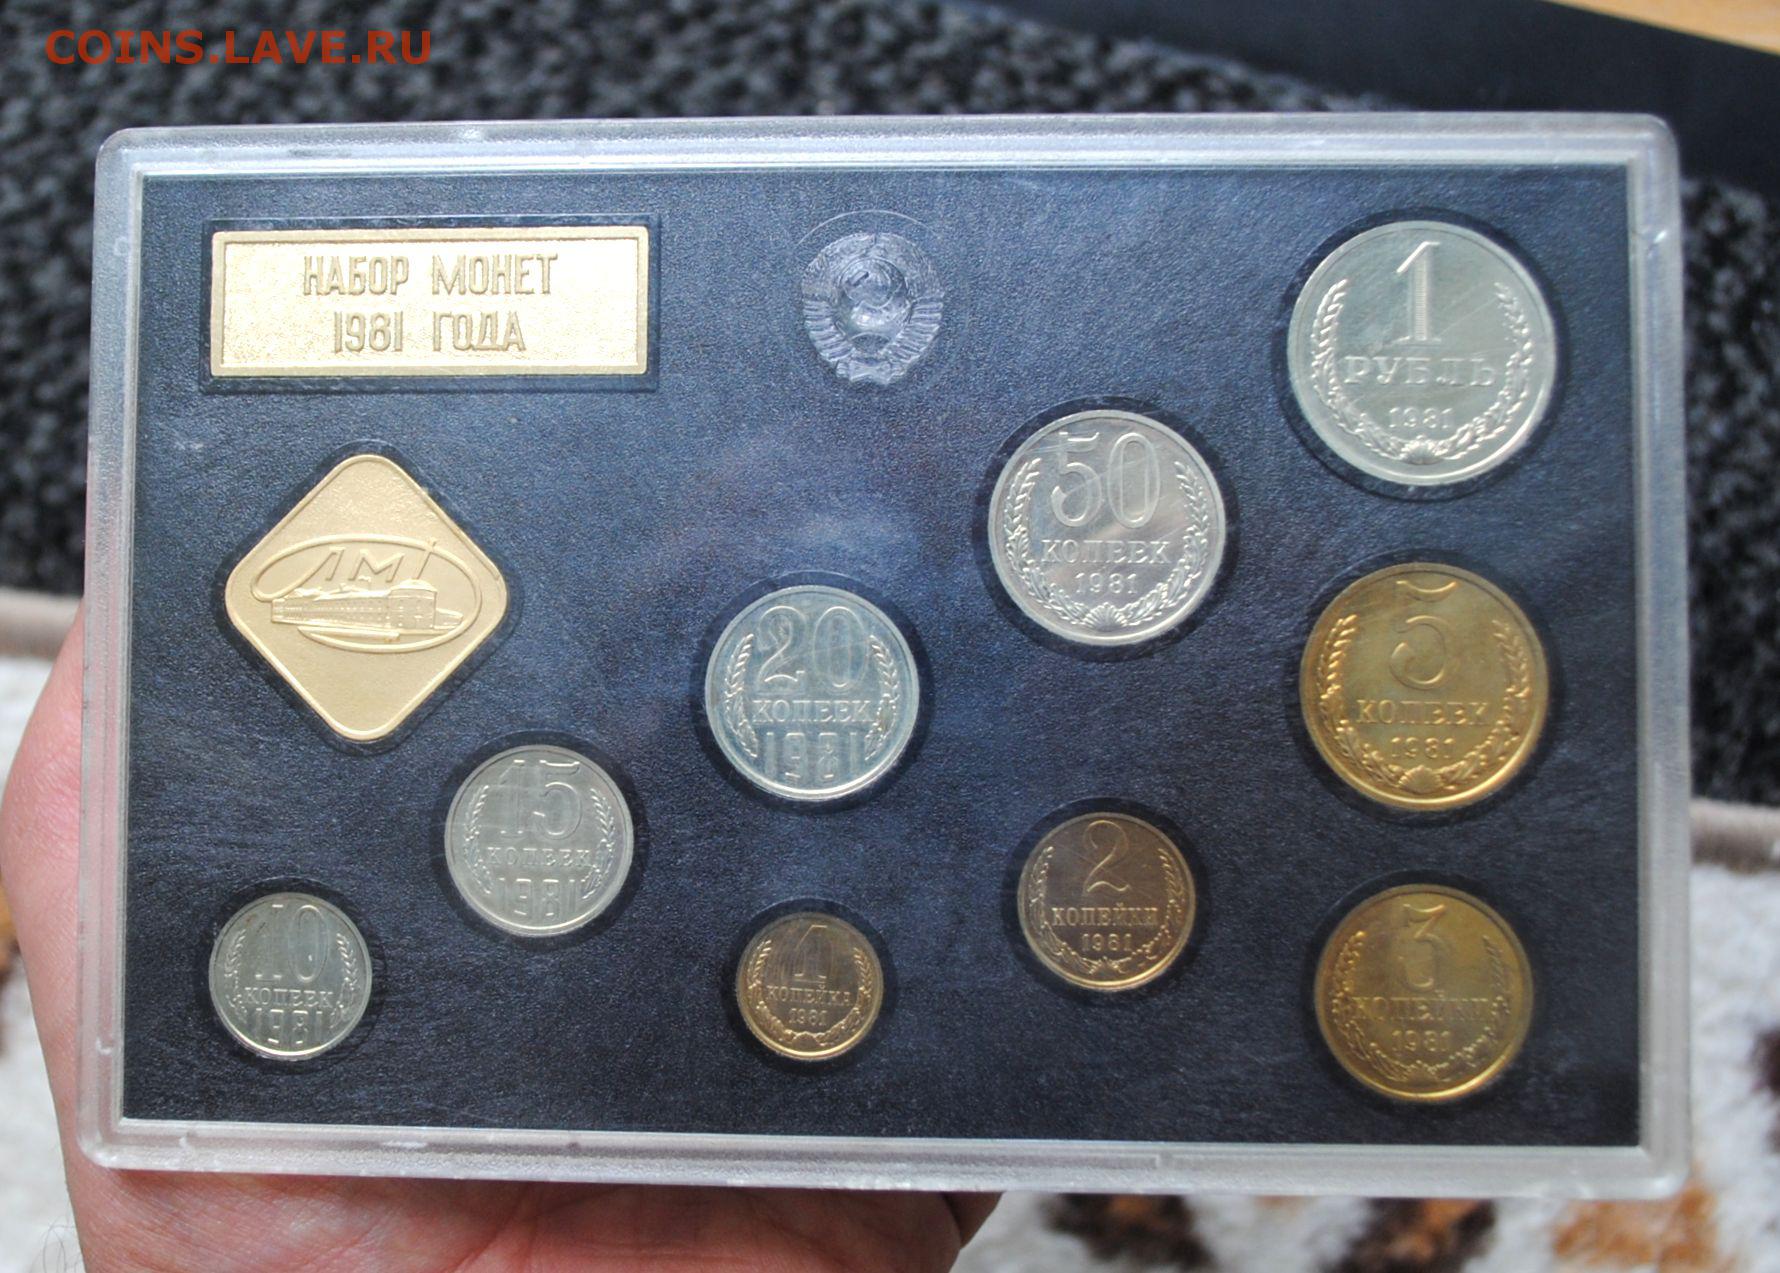 COINS.LAVE.RU
НАБОР МОНЕТ
1981 ГОДА
1
РУБЛЬ
1981
50
КОПЕЕК
1981
ЛМД
20
КОПЕЕК
1981
5
КОПЕЕК
1981
15
КОПЕЕК
1981
2
КОПЕЙКИ
1981
10
КОПЕЕК
1981
1
КОПЕЙКА
1981
3
КОПЕЙКИ
1981